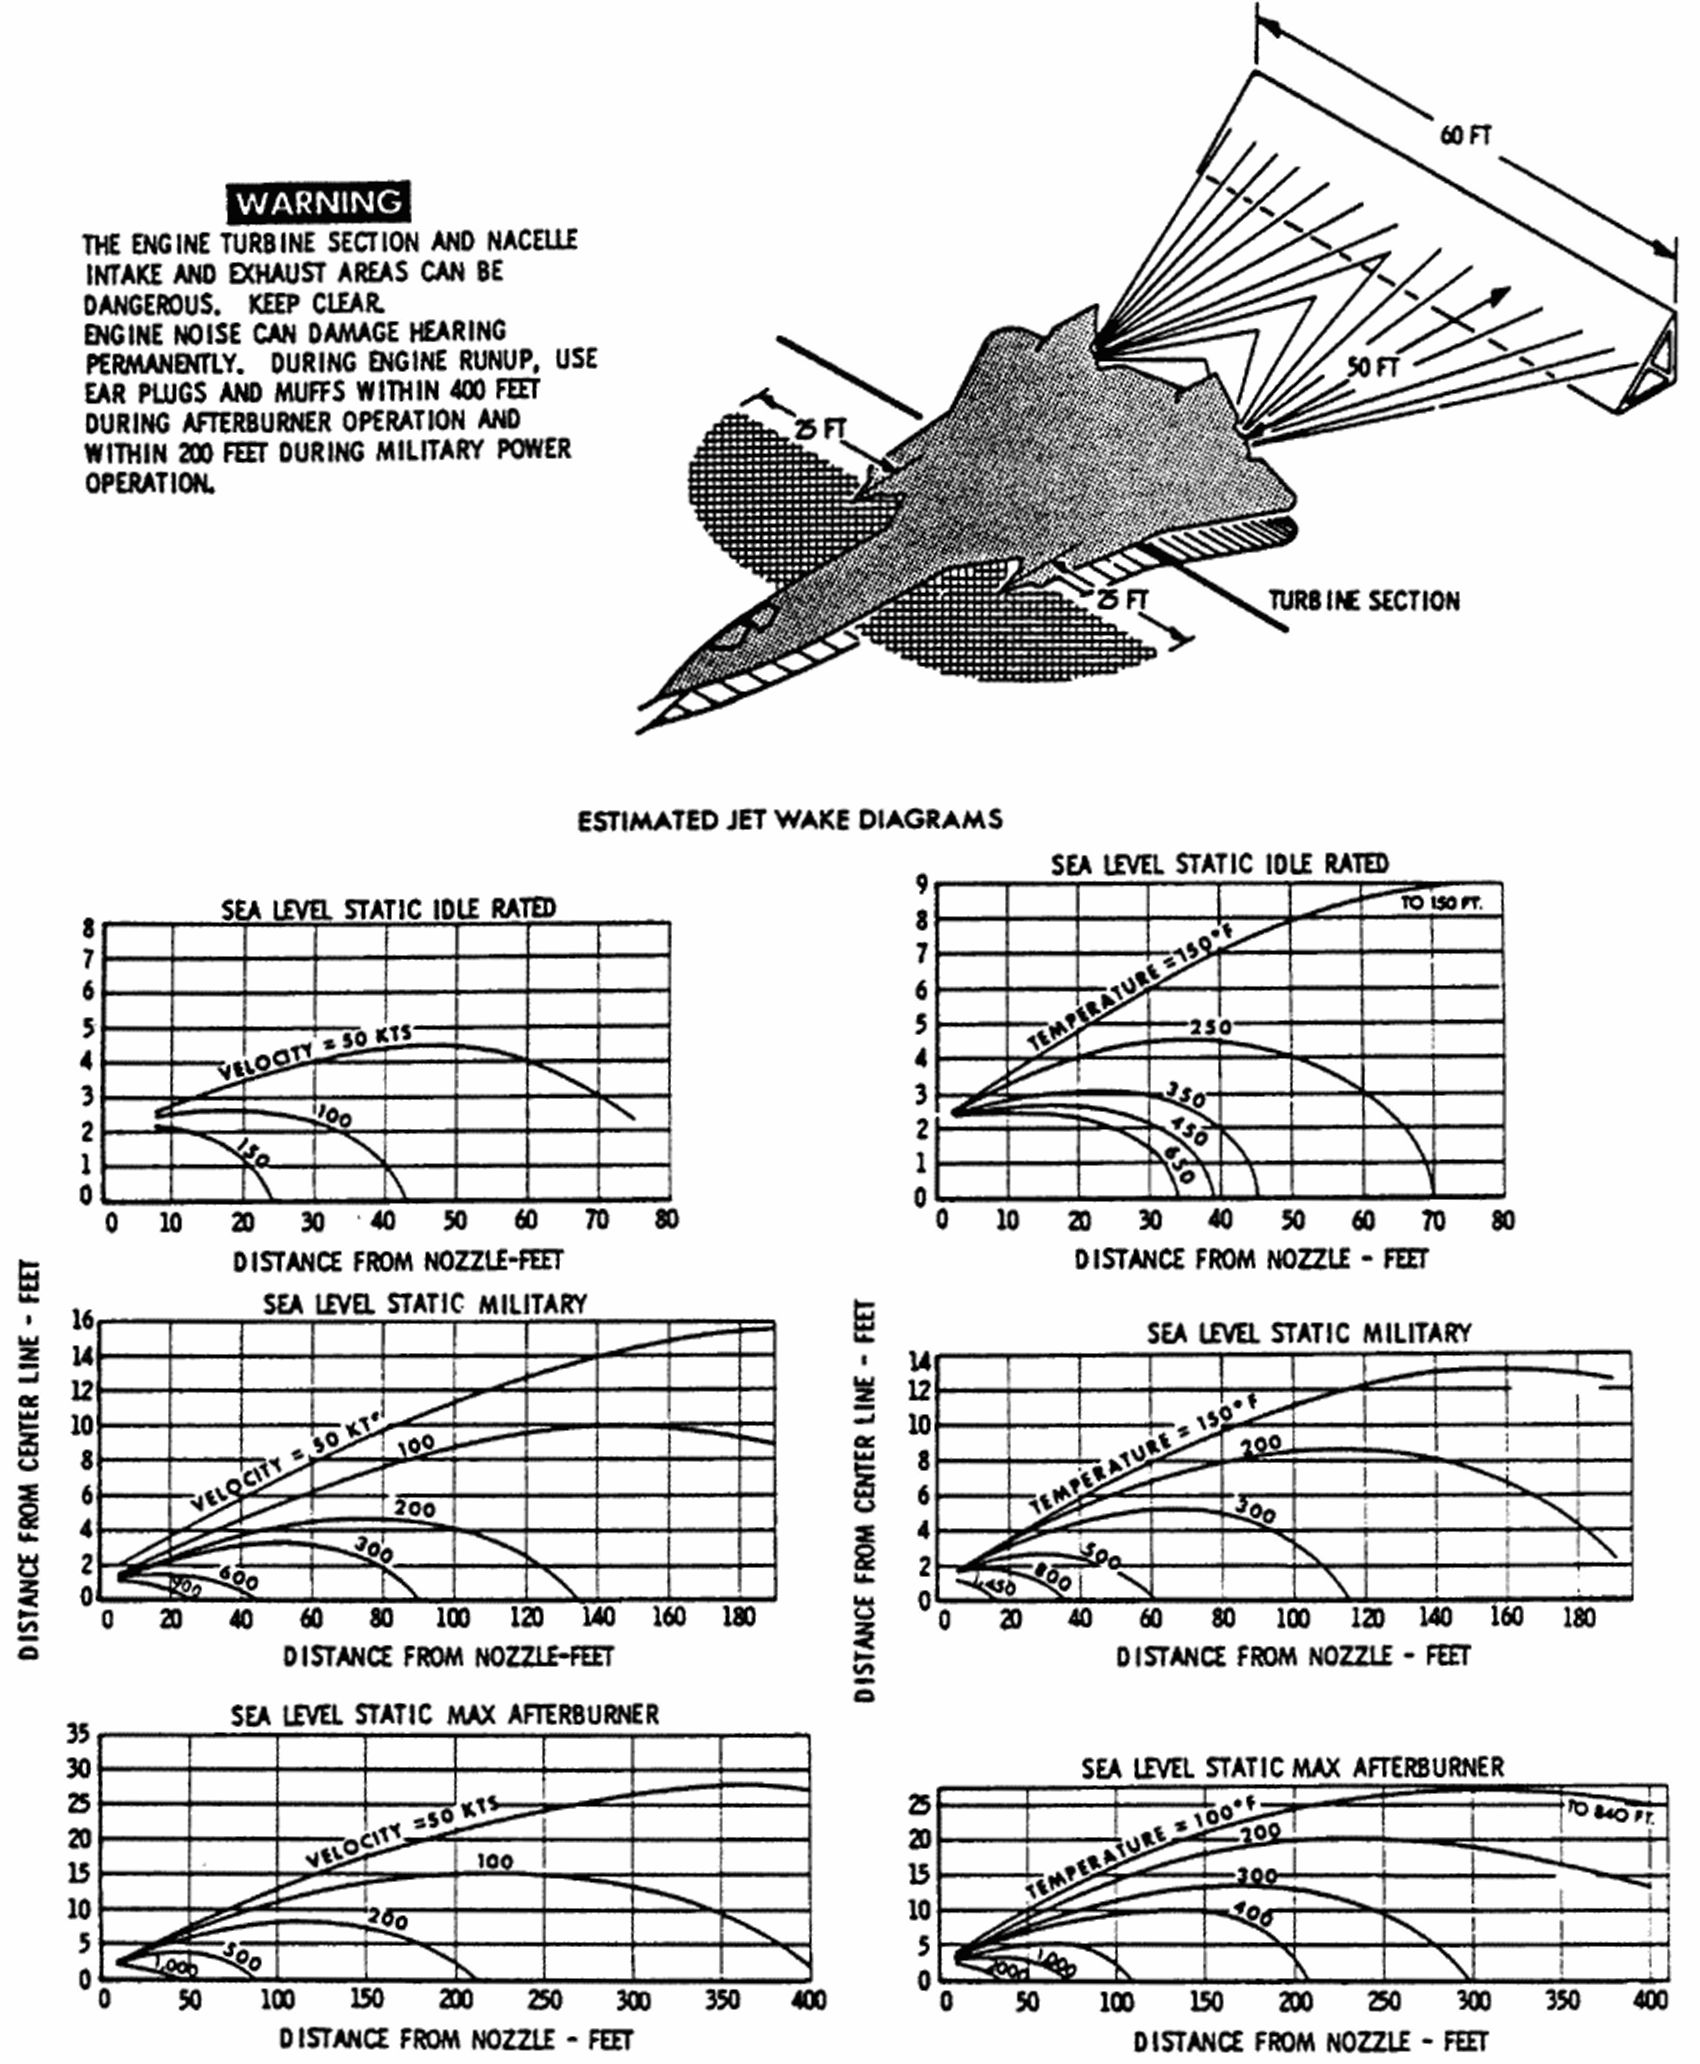 60 FT
WARNING
THE ENGINE TURBINE SECTION AND NACELLE
INTAKE AND EXHAUST AREAS CAN BE
DANGEROUS. KEEP CLEAR.
ENGINE NOISE CAN DAMAGE HEARING
PERMANENTLY. DURING ENGINE RUNUP, USE
EAR PLUGS AND MUFFS WITHIN 400 FEET
DURING AFTERBURNER OPERATION AND
WITHIN 200 FEET DURING MILITARY POWER
OPERATION.
50 FT
25 FT
25 FT
TURBINE SECTION
ESTIMATED JET WAKE DIAGRAMS
SEA LEVEL STATIC IDLE RATED
8
7
6
5
4
3
2
1
0
VELOCITY = 50 KTS
100
150
0 10 20 30 40 50 60 70 80
DISTANCE FROM NOZZLE-FEET
SEA LEVEL STATIC IDLE RATED
9
8
7
6
5
4
3
2
1
0
TO 150 FT.
TEMPERATURE = 150°F
250
350
450
650
0 10 20 30 40 50 60 70 80
DISTANCE FROM NOZZLE - FEET
DISTANCE FROM CENTER LINE - FEET
SEA LEVEL STATIC MILITARY
16
14
12
10
8
6
4
2
0
VELOCITY = 50 KTS
100
200
300
600
900
0 20 40 60 80 100 120 140 160 180
DISTANCE FROM NOZZLE-FEET
DISTANCE FROM CENTER LINE - FEET
SEA LEVEL STATIC MILITARY
14
12
10
8
6
4
2
0
TEMPERATURE = 150°F
200
300
500
800
1,450
0 20 40 60 80 100 120 140 160 180
DISTANCE FROM NOZZLE - FEET
SEA LEVEL STATIC MAX AFTERBURNER
35
30
25
20
15
10
5
0
VELOCITY =50 KTS
100
200
500
1,000
0 50 100 150 200 250 300 350 400
DISTANCE FROM NOZZLE - FEET
SEA LEVEL STATIC MAX AFTERBURNER
25
20
15
10
5
0
TEMPERATURE = 100°F
TO 840 FT.
200
300
400
1,000
2000
0 50 100 150 200 250 300 350 400
DISTANCE FROM NOZZLE - FEET